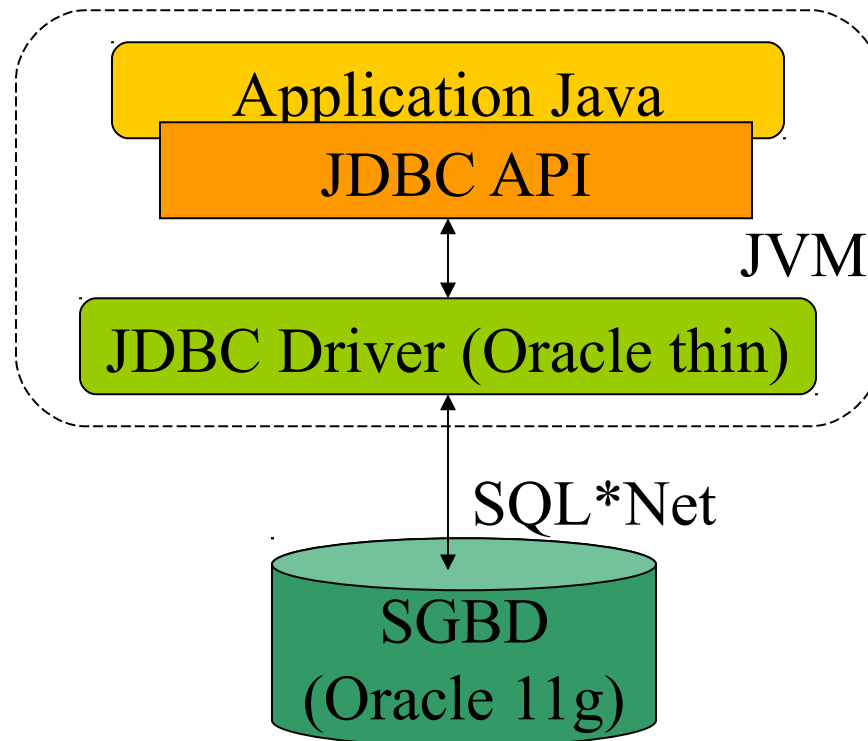 Application Java
JDBC API
JVM
JDBC Driver (Oracle thin)
SQL*Net
SGBD
(Oracle 11g)